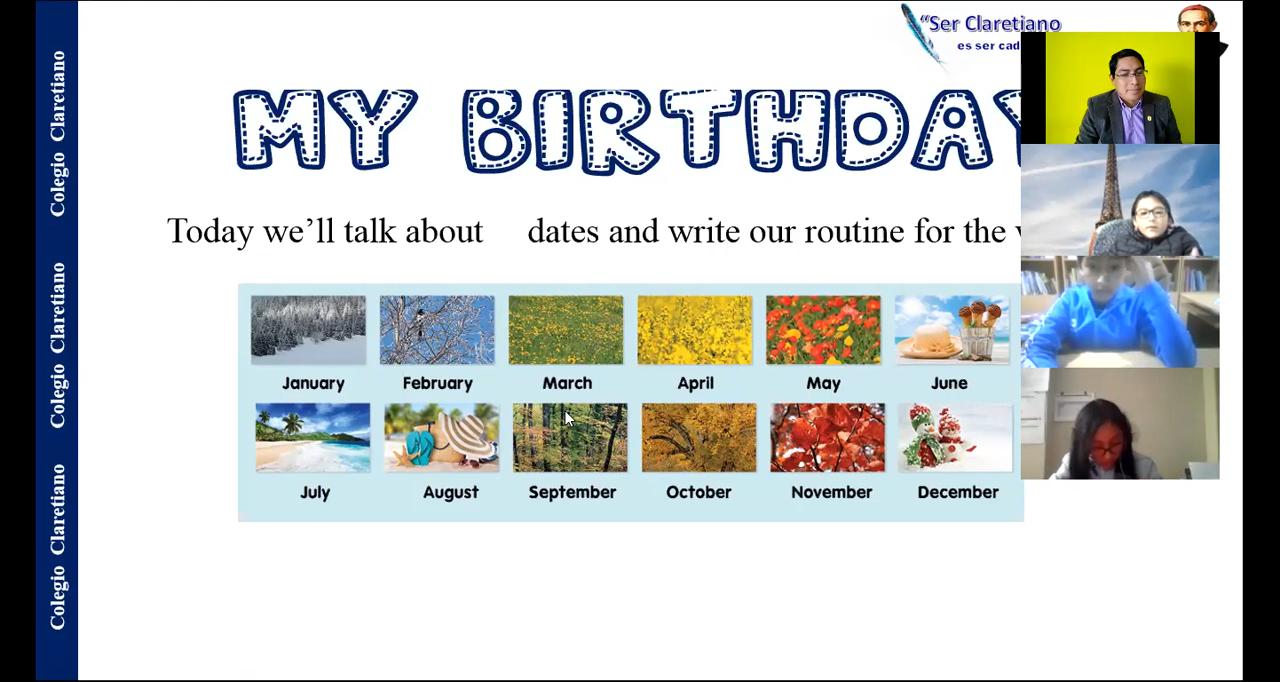 “Ser Claretiano
es ser
MY BIRTHDAY
Today we’ll talk about dates and write our routine for the
January February March April May June
July August September October November December
Colegio Claretiano
Colegio Claretiano
Colegio Claretiano